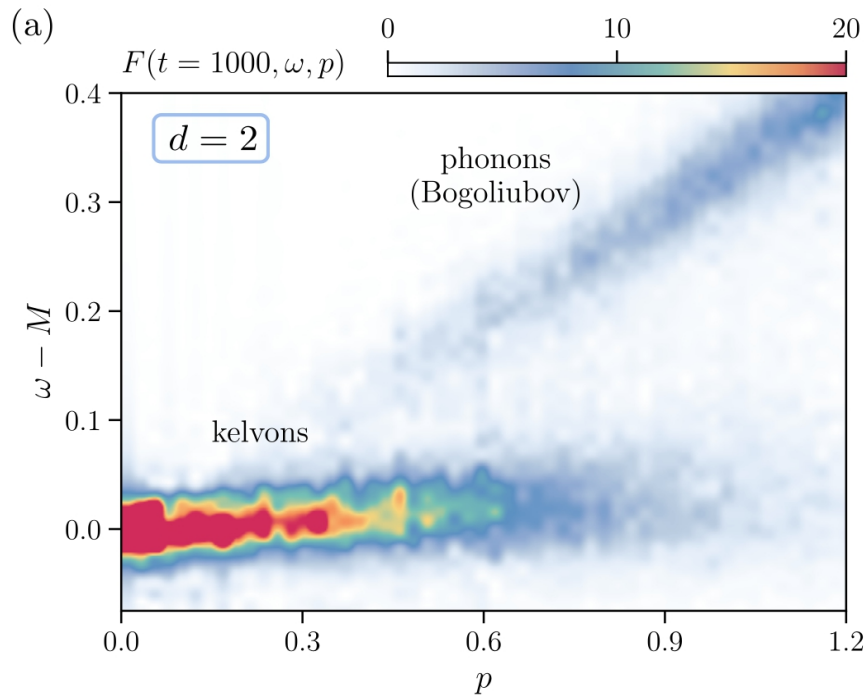 (a)
0 10 20
F(t = 1000, ω, p)
0.4
d = 2
phonons
(Bogoliubov)
0.3
0.2
ω − M
0.1
kelvons
0.0
0.0 0.3 0.6 0.9 1.2
p